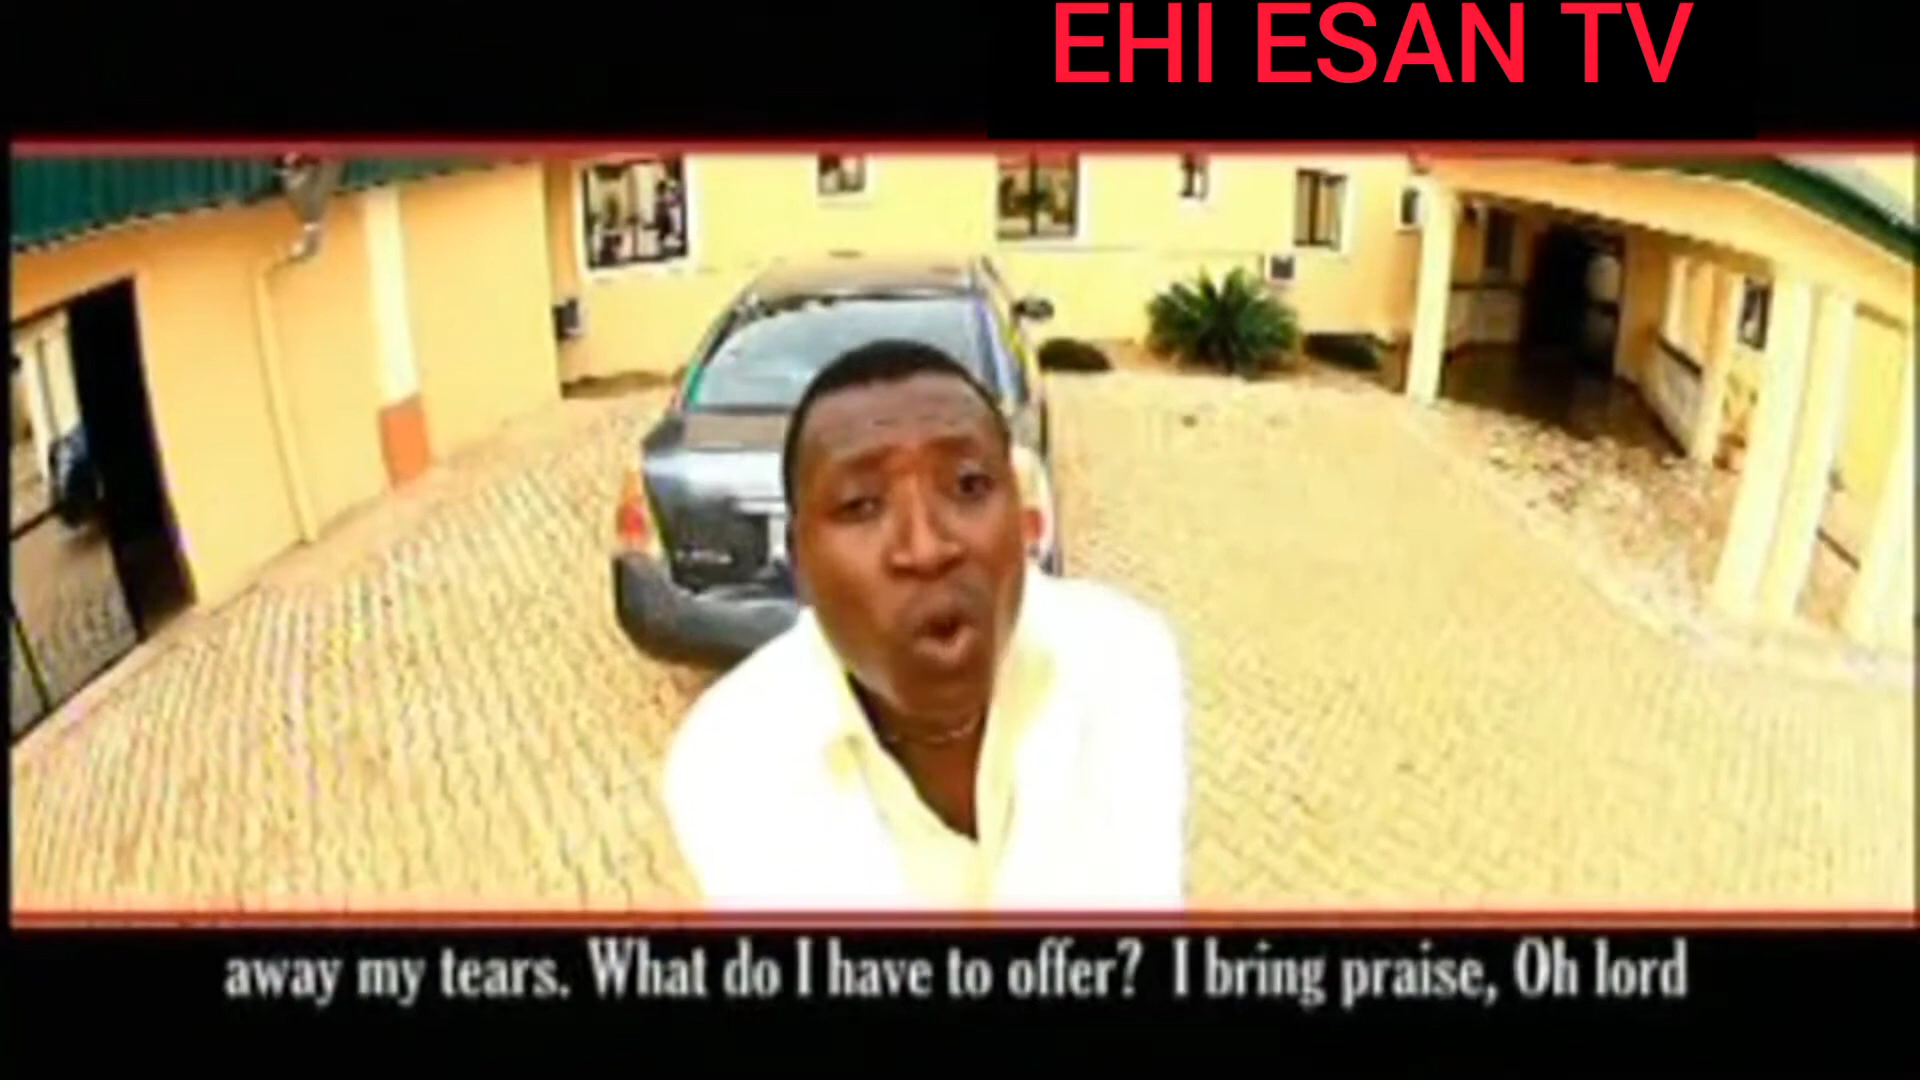 EHI ESAN TV
away my tears. What do I have to offer? I bring praise, Oh lord